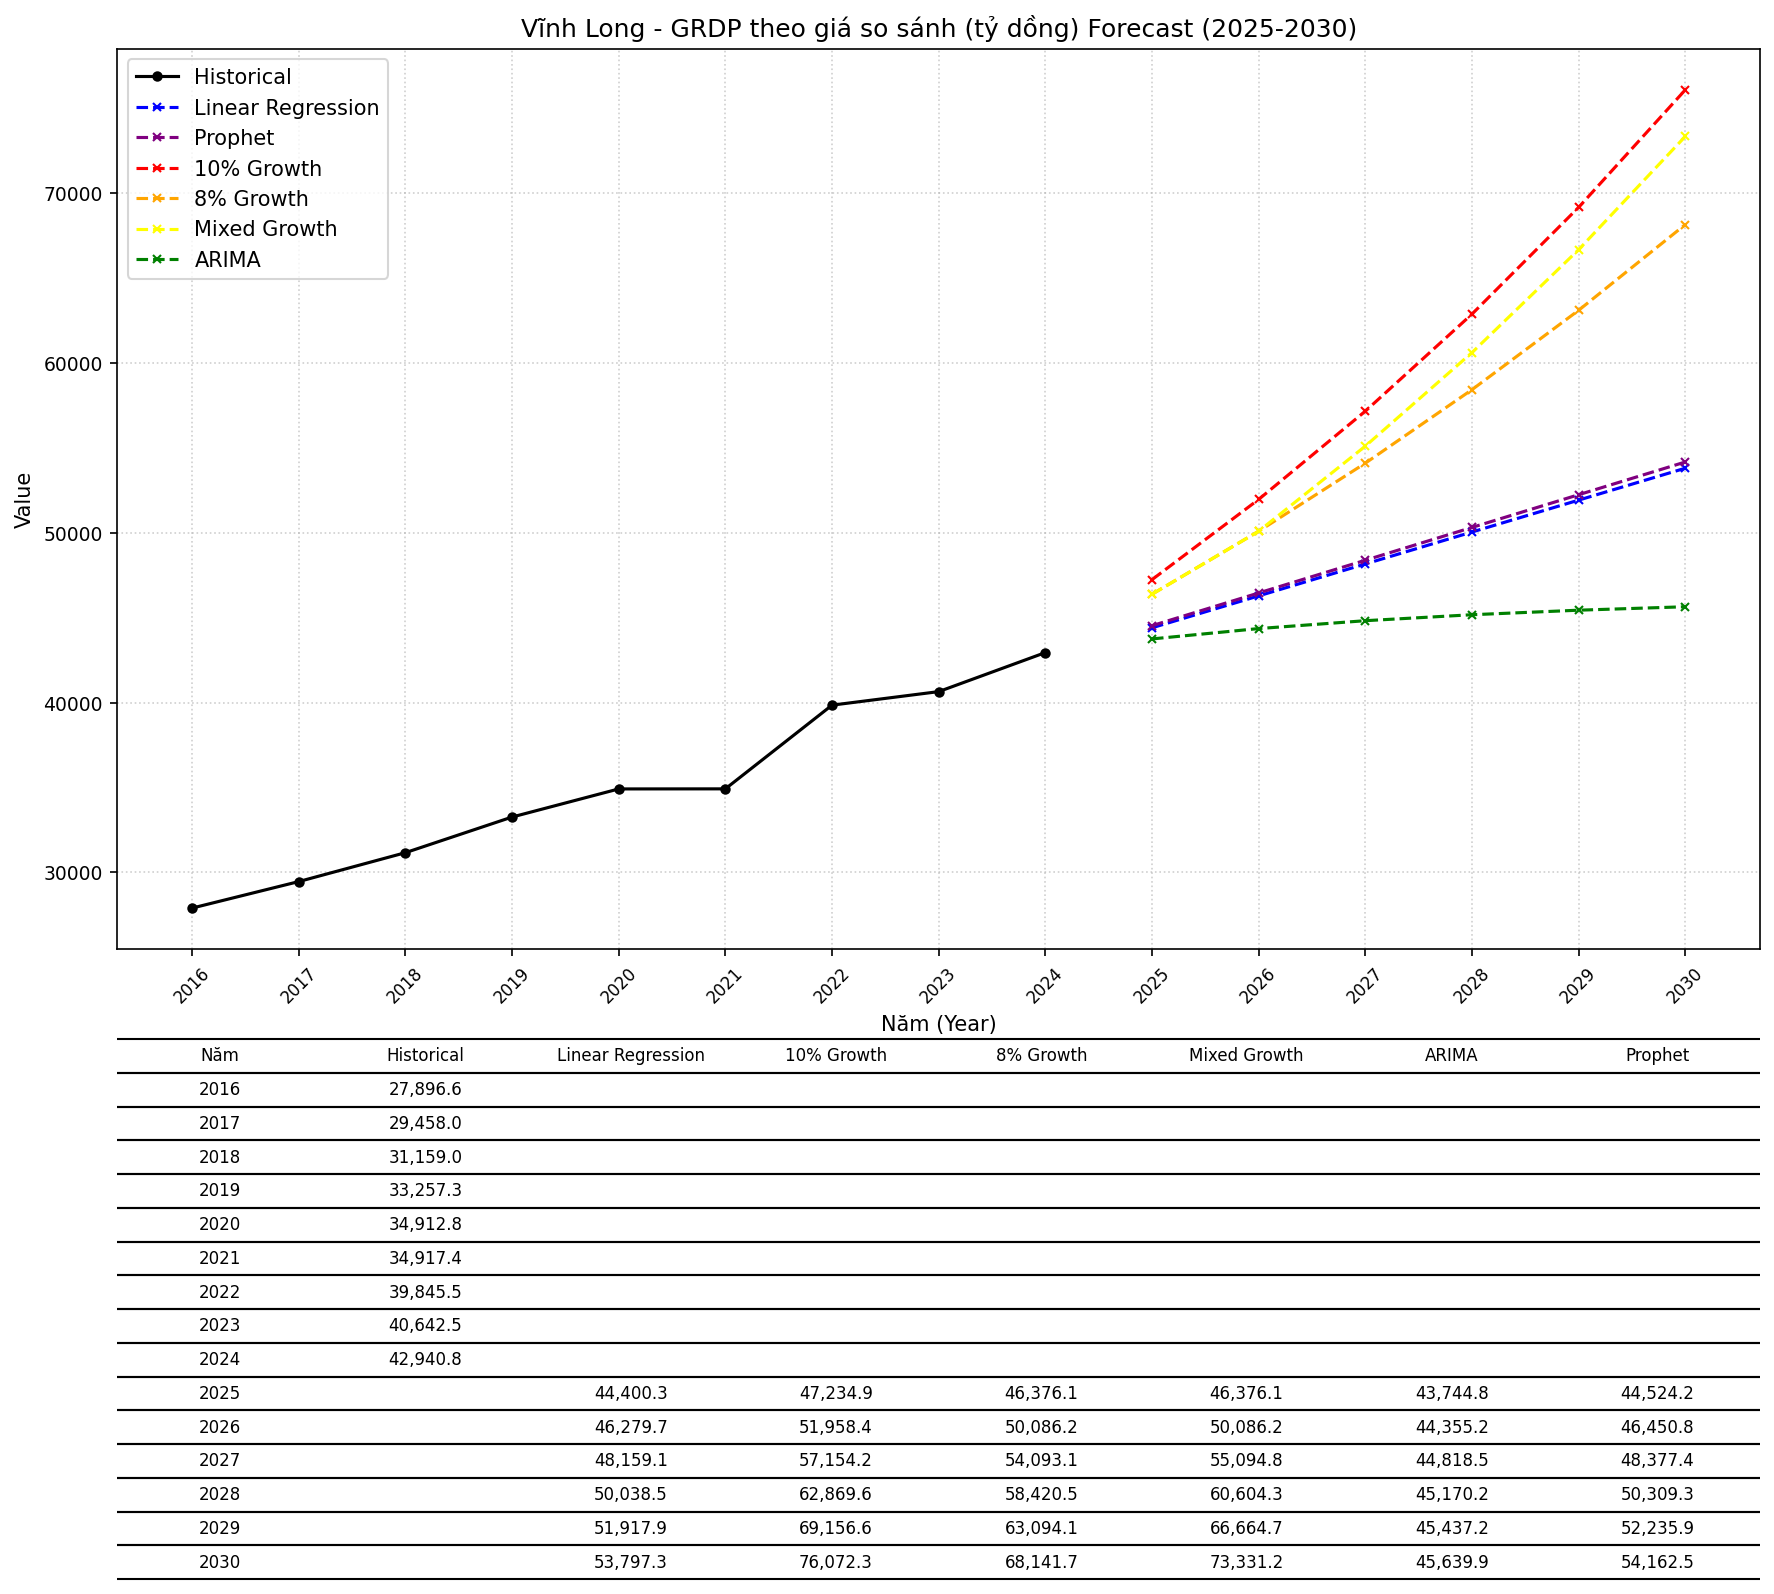 Vĩnh Long - GRDP theo giá so sánh (tỷ đồng) Forecast (2025-2030)
Historical
Linear Regression
Prophet
10% Growth
8% Growth
Mixed Growth
ARIMA
Value
70000
60000
50000
40000
30000
2016 2017 2018 2019 2020 2021 2022 2023 2024 2025 2026 2027 2028 2029 2030
Năm (Year)
Năm Historical Linear Regression 10% Growth 8% Growth Mixed Growth ARIMA Prophet
2016 27,896.6
2017 29,458.0
2018 31,159.0
2019 33,257.3
2020 34,912.8
2021 34,917.4
2022 39,845.5
2023 40,642.5
2024 42,940.8
2025 44,400.3 47,234.9 46,376.1 46,376.1 43,744.8 44,524.2
2026 46,279.7 51,958.4 50,086.2 50,086.2 44,355.2 46,450.8
2027 48,159.1 57,154.2 54,093.1 55,094.8 44,818.5 48,377.4
2028 50,038.5 62,869.6 58,420.5 60,604.3 45,170.2 50,309.3
2029 51,917.9 69,156.6 63,094.1 66,664.7 45,437.2 52,235.9
2030 53,797.3 76,072.3 68,141.7 73,331.2 45,639.9 54,162.5